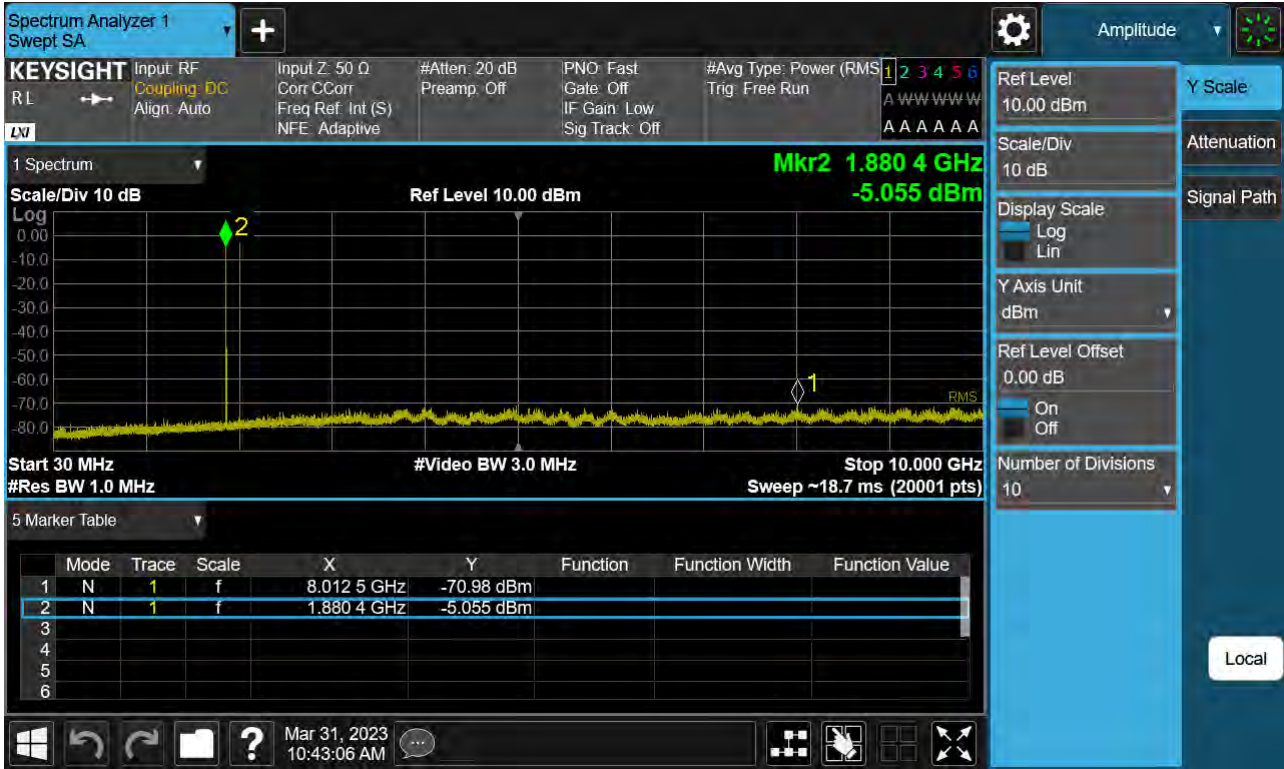 Spectrum Analyzer 1
Swept SA
+
Amplitude
KEYSIGHT
RL
LXI
Input: RF
Coupling: DC
Align: Auto
Input Z: 50 Ω
Corr CCorr
Freq Ref: Int (S)
NFE: Adaptive
#Atten: 20 dB
Preamp: Off
PNO: Fast
Gate: Off
IF Gain: Low
Sig Track: Off
#Avg Type: Power (RMS
Trig: Free Run
1 2 3 4 5 6
A W W W W W
A A A A A A
1 Spectrum
Mkr2 1.880 4 GHz
-5.055 dBm
Scale/Div 10 dB
Ref Level 10.00 dBm
Log
0.00
-10.0
-20.0
-30.0
-40.0
-50.0
-60.0
-70.0
-80.0
2
1
RMS
Start 30 MHz
#Video BW 3.0 MHz
Stop 10.000 GHz
#Res BW 1.0 MHz
Sweep ~18.7 ms (20001 pts)
5 Marker Table
Mode Trace Scale X Y Function Function Width Function Value
1 N 1 f 8.012 5 GHz -70.98 dBm
2 N 1 f 1.880 4 GHz -5.055 dBm
3
4
5
6
Ref Level
10.00 dBm
Scale/Div
10 dB
Display Scale
Log
Lin
Y Axis Unit
dBm
Ref Level Offset
0.00 dB
On
Off
Number of Divisions
10
Y Scale
Attenuation
Signal Path
Local
?
Mar 31, 2023
10:43:06 AM